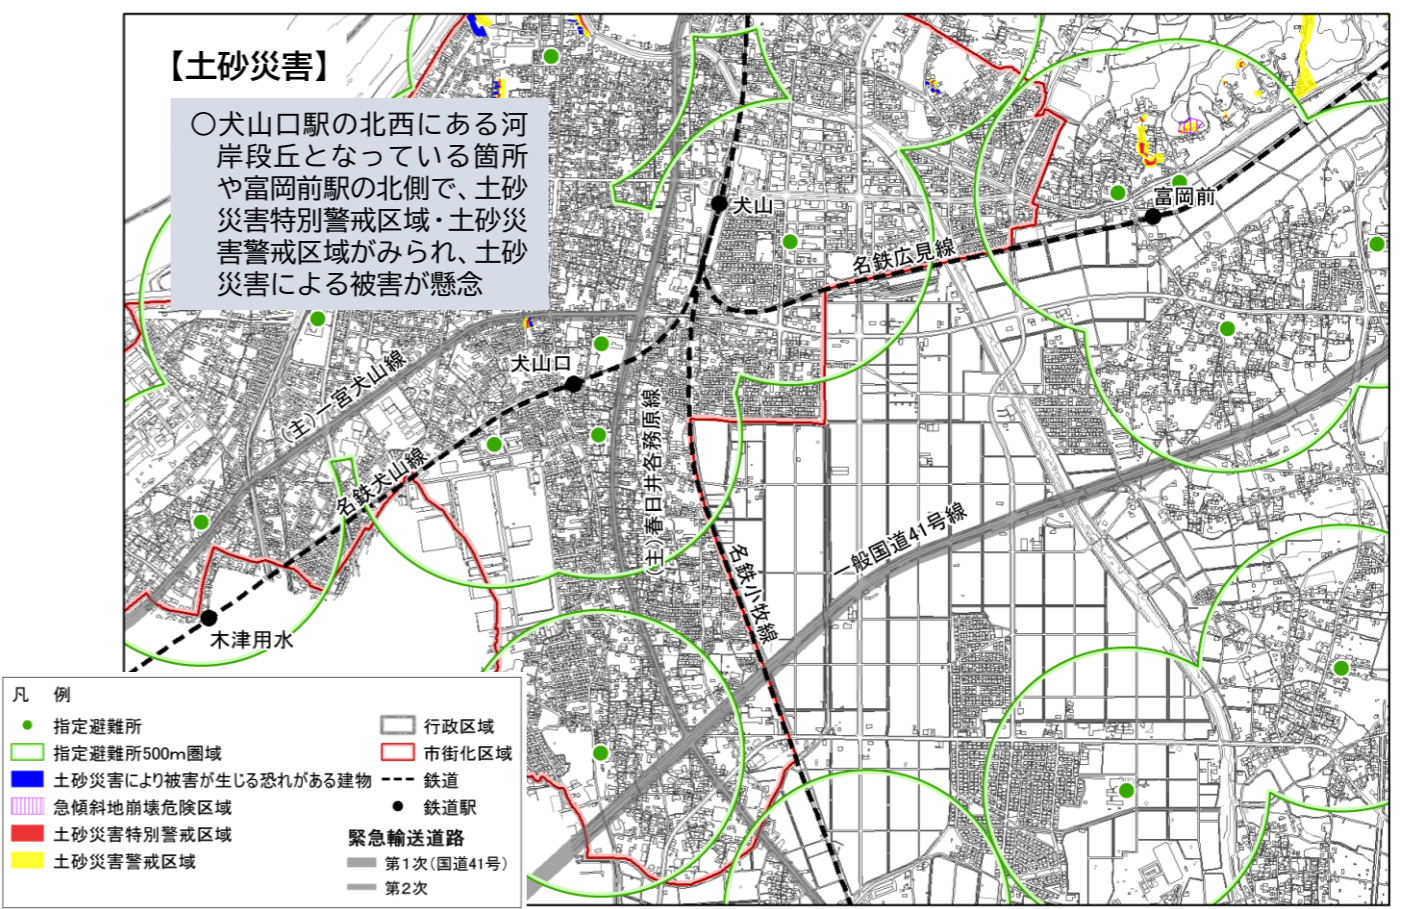 【土砂災害】
○犬山口駅の北西にある河
岸段丘となっている箇所
や富岡前駅の北側で、土砂
災害特別警戒区域・土砂災
害警戒区域がみられ、土砂
災害による被害が懸念
犬山
富岡前
名鉄広見線
犬山口
(主)一宮犬山線
(主)春日井各務原線
名鉄犬山線
一般国道41号線
名鉄小牧線
木津用水
凡 例
指定避難所
指定避難所500m圏域
土砂災害により被害が生じる恐れがある建物
急傾斜地崩壊危険区域
土砂災害特別警戒区域
土砂災害警戒区域
行政区域
市街化区域
鉄道
鉄道駅
緊急輸送道路
第1次(国道41号)
第2次